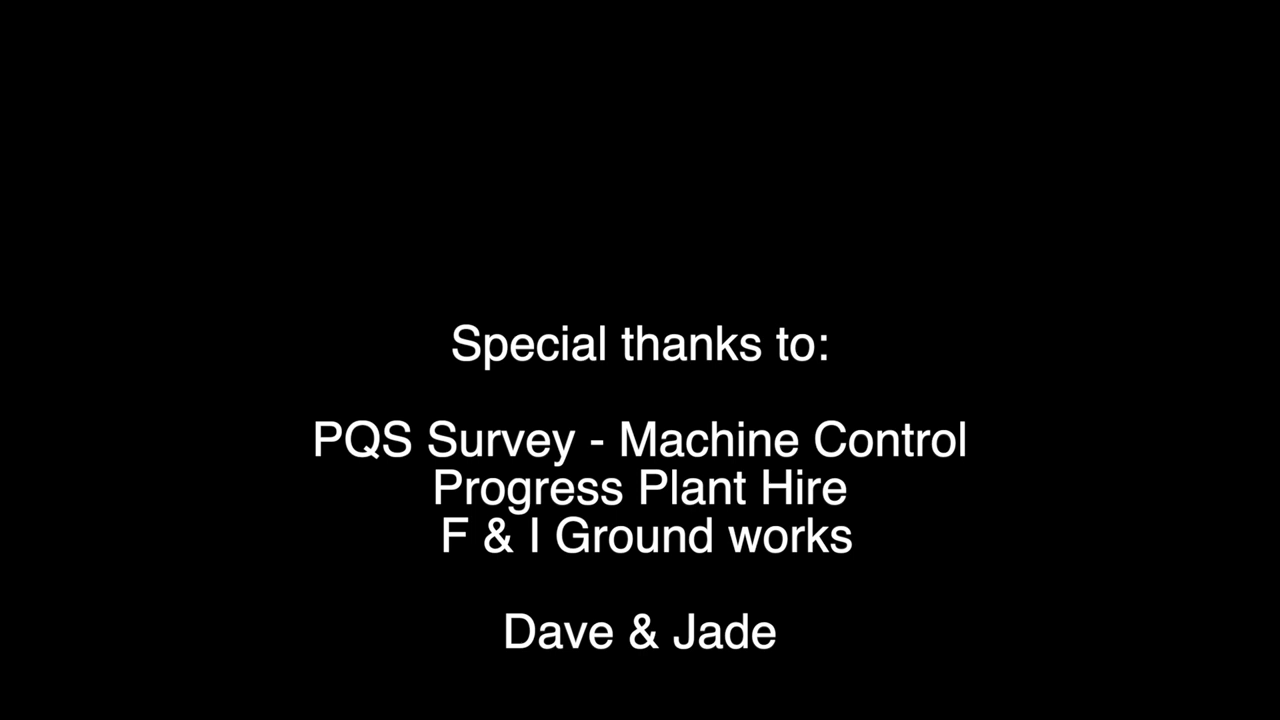 Special thanks to:
PQS Survey - Machine Control
Progress Plant Hire
F & I Ground works
Dave & Jade